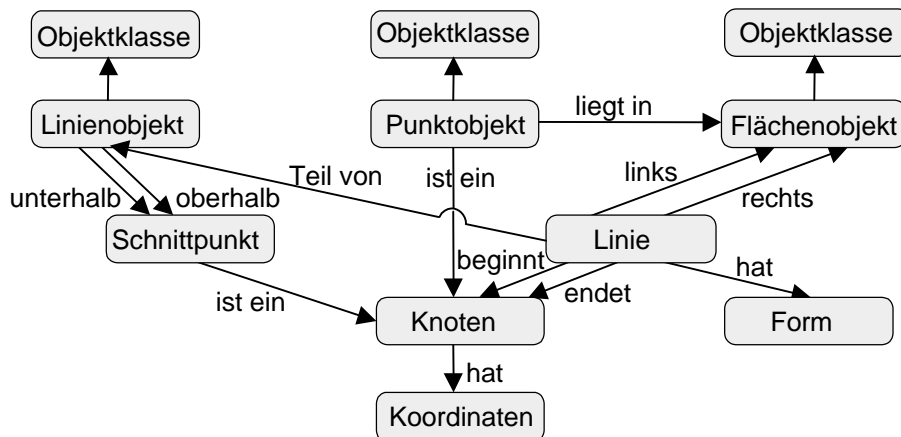 Objektklasse
Objektklasse
Objektklasse
Linienobjekt
Punktobjekt
liegt in
Flächenobjekt
Teil von
ist ein
links
rechts
unterhalb
oberhalb
Schnittpunkt
Linie
beginnt
endet
hat
ist ein
Knoten
Form
hat
Koordinaten